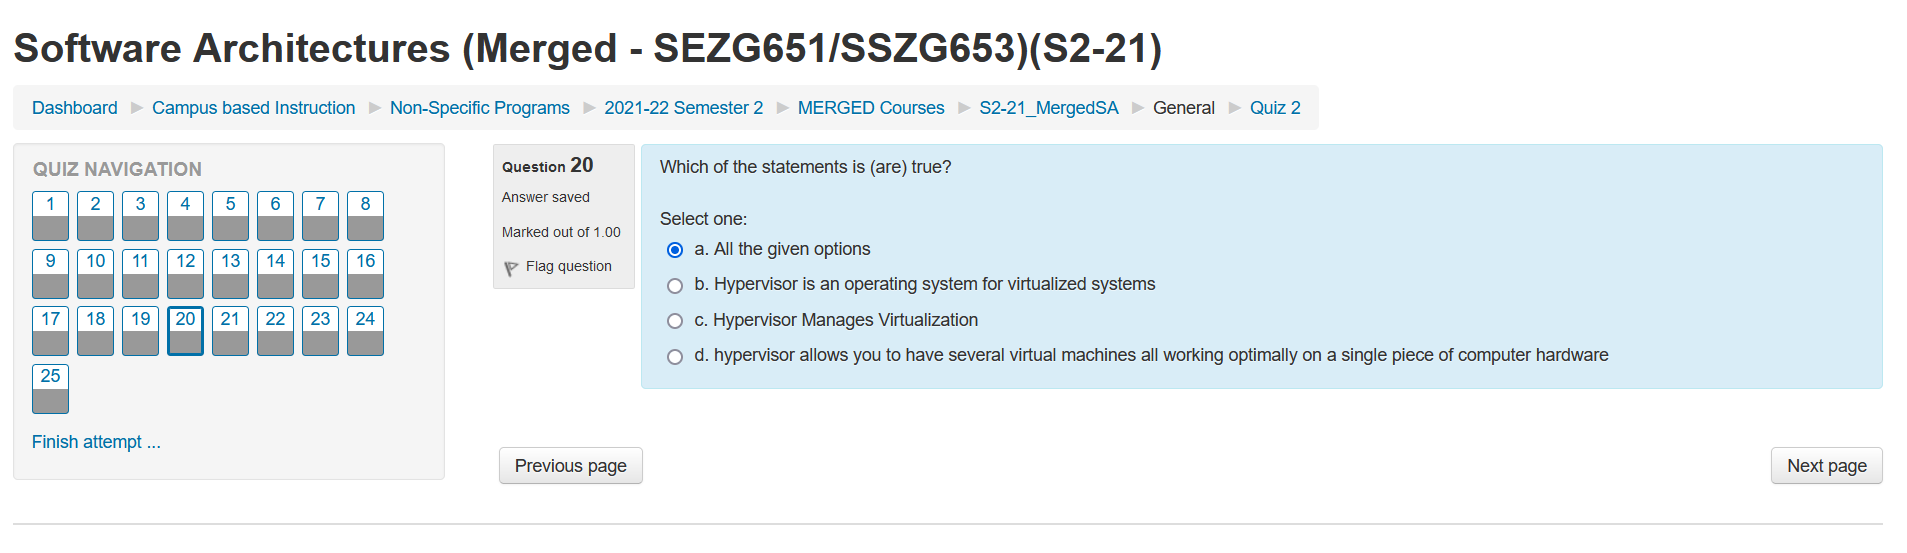 Software Architectures (Merged - SEZG651/SSZG653)(S2-21)
Dashboard ▶ Campus based Instruction ▶ Non-Specific Programs ▶ 2021-22 Semester 2 ▶ MERGED Courses ▶ S2-21_MergedSA ▶ General ▶ Quiz 2
QUIZ NAVIGATION
1 2 3 4 5 6 7 8
9 10 11 12 13 14 15 16
17 18 19 20 21 22 23 24
25
Finish attempt ...
Question 20
Answer saved
Marked out of 1.00
Flag question
Which of the statements is (are) true?
Select one:
a. All the given options
b. Hypervisor is an operating system for virtualized systems
c. Hypervisor Manages Virtualization
d. hypervisor allows you to have several virtual machines all working optimally on a single piece of computer hardware
Previous page
Next page